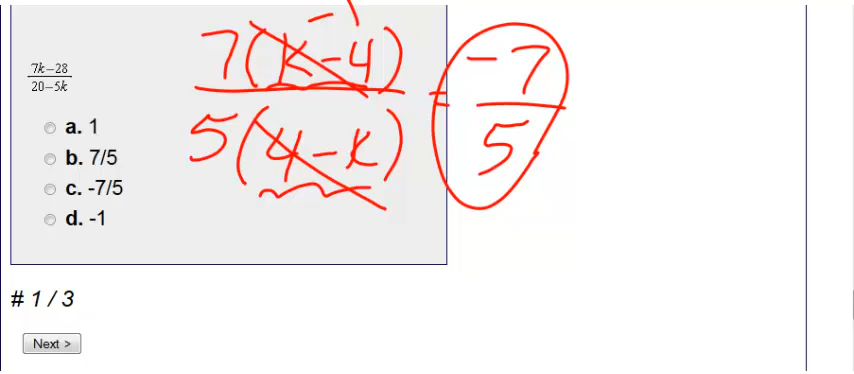 -1
7(k-4)
5(4-k)
= -7
5
7k–28
20–5k
a. 1
b. 7/5
c. -7/5
d. -1
# 1 / 3
Next >